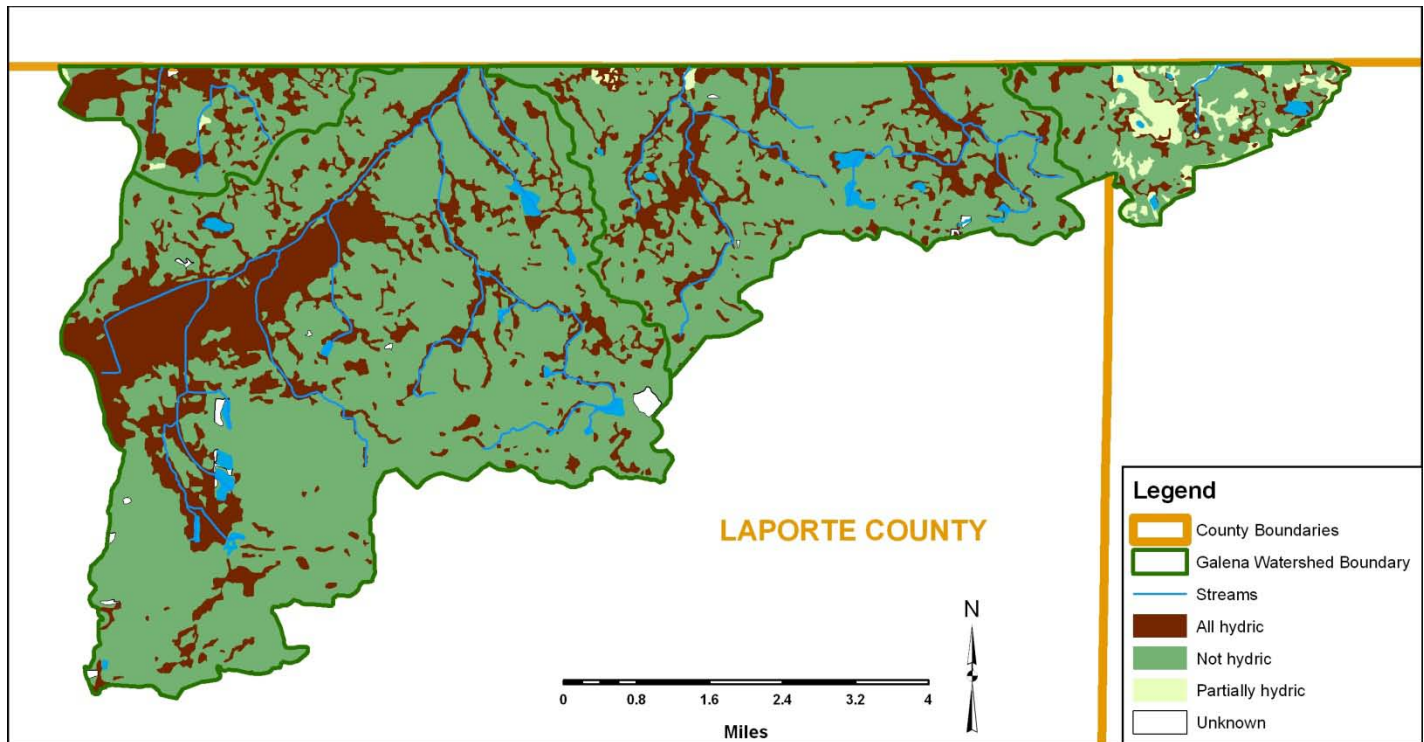 LAPORTE COUNTY
N
0 0.8 1.6 2.4 3.2 4
Miles
Legend
County Boundaries
Galena Watershed Boundary
Streams
All hydric
Not hydric
Partially hydric
Unknown